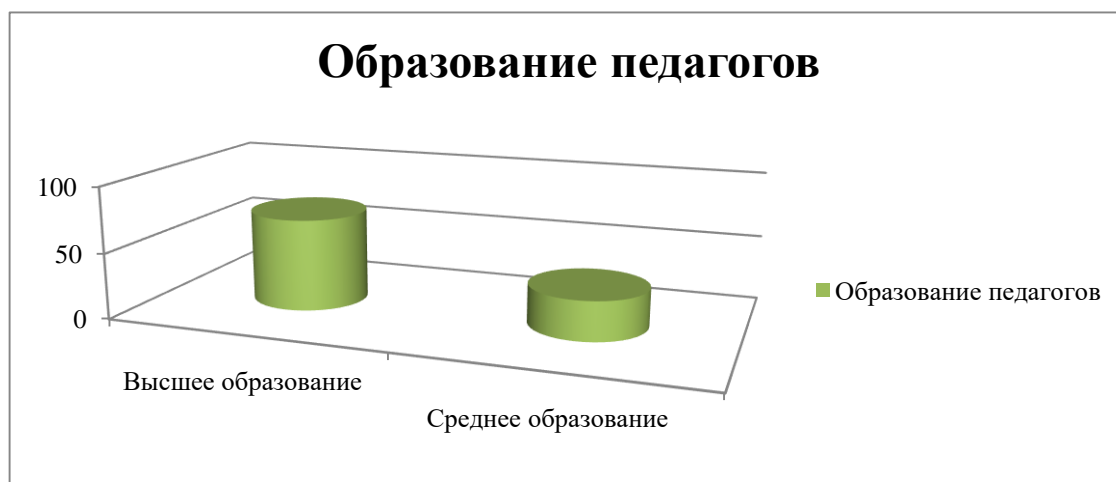 Образование педагогов
100
50
0
Высшее образование
Среднее образование
Образование педагогов